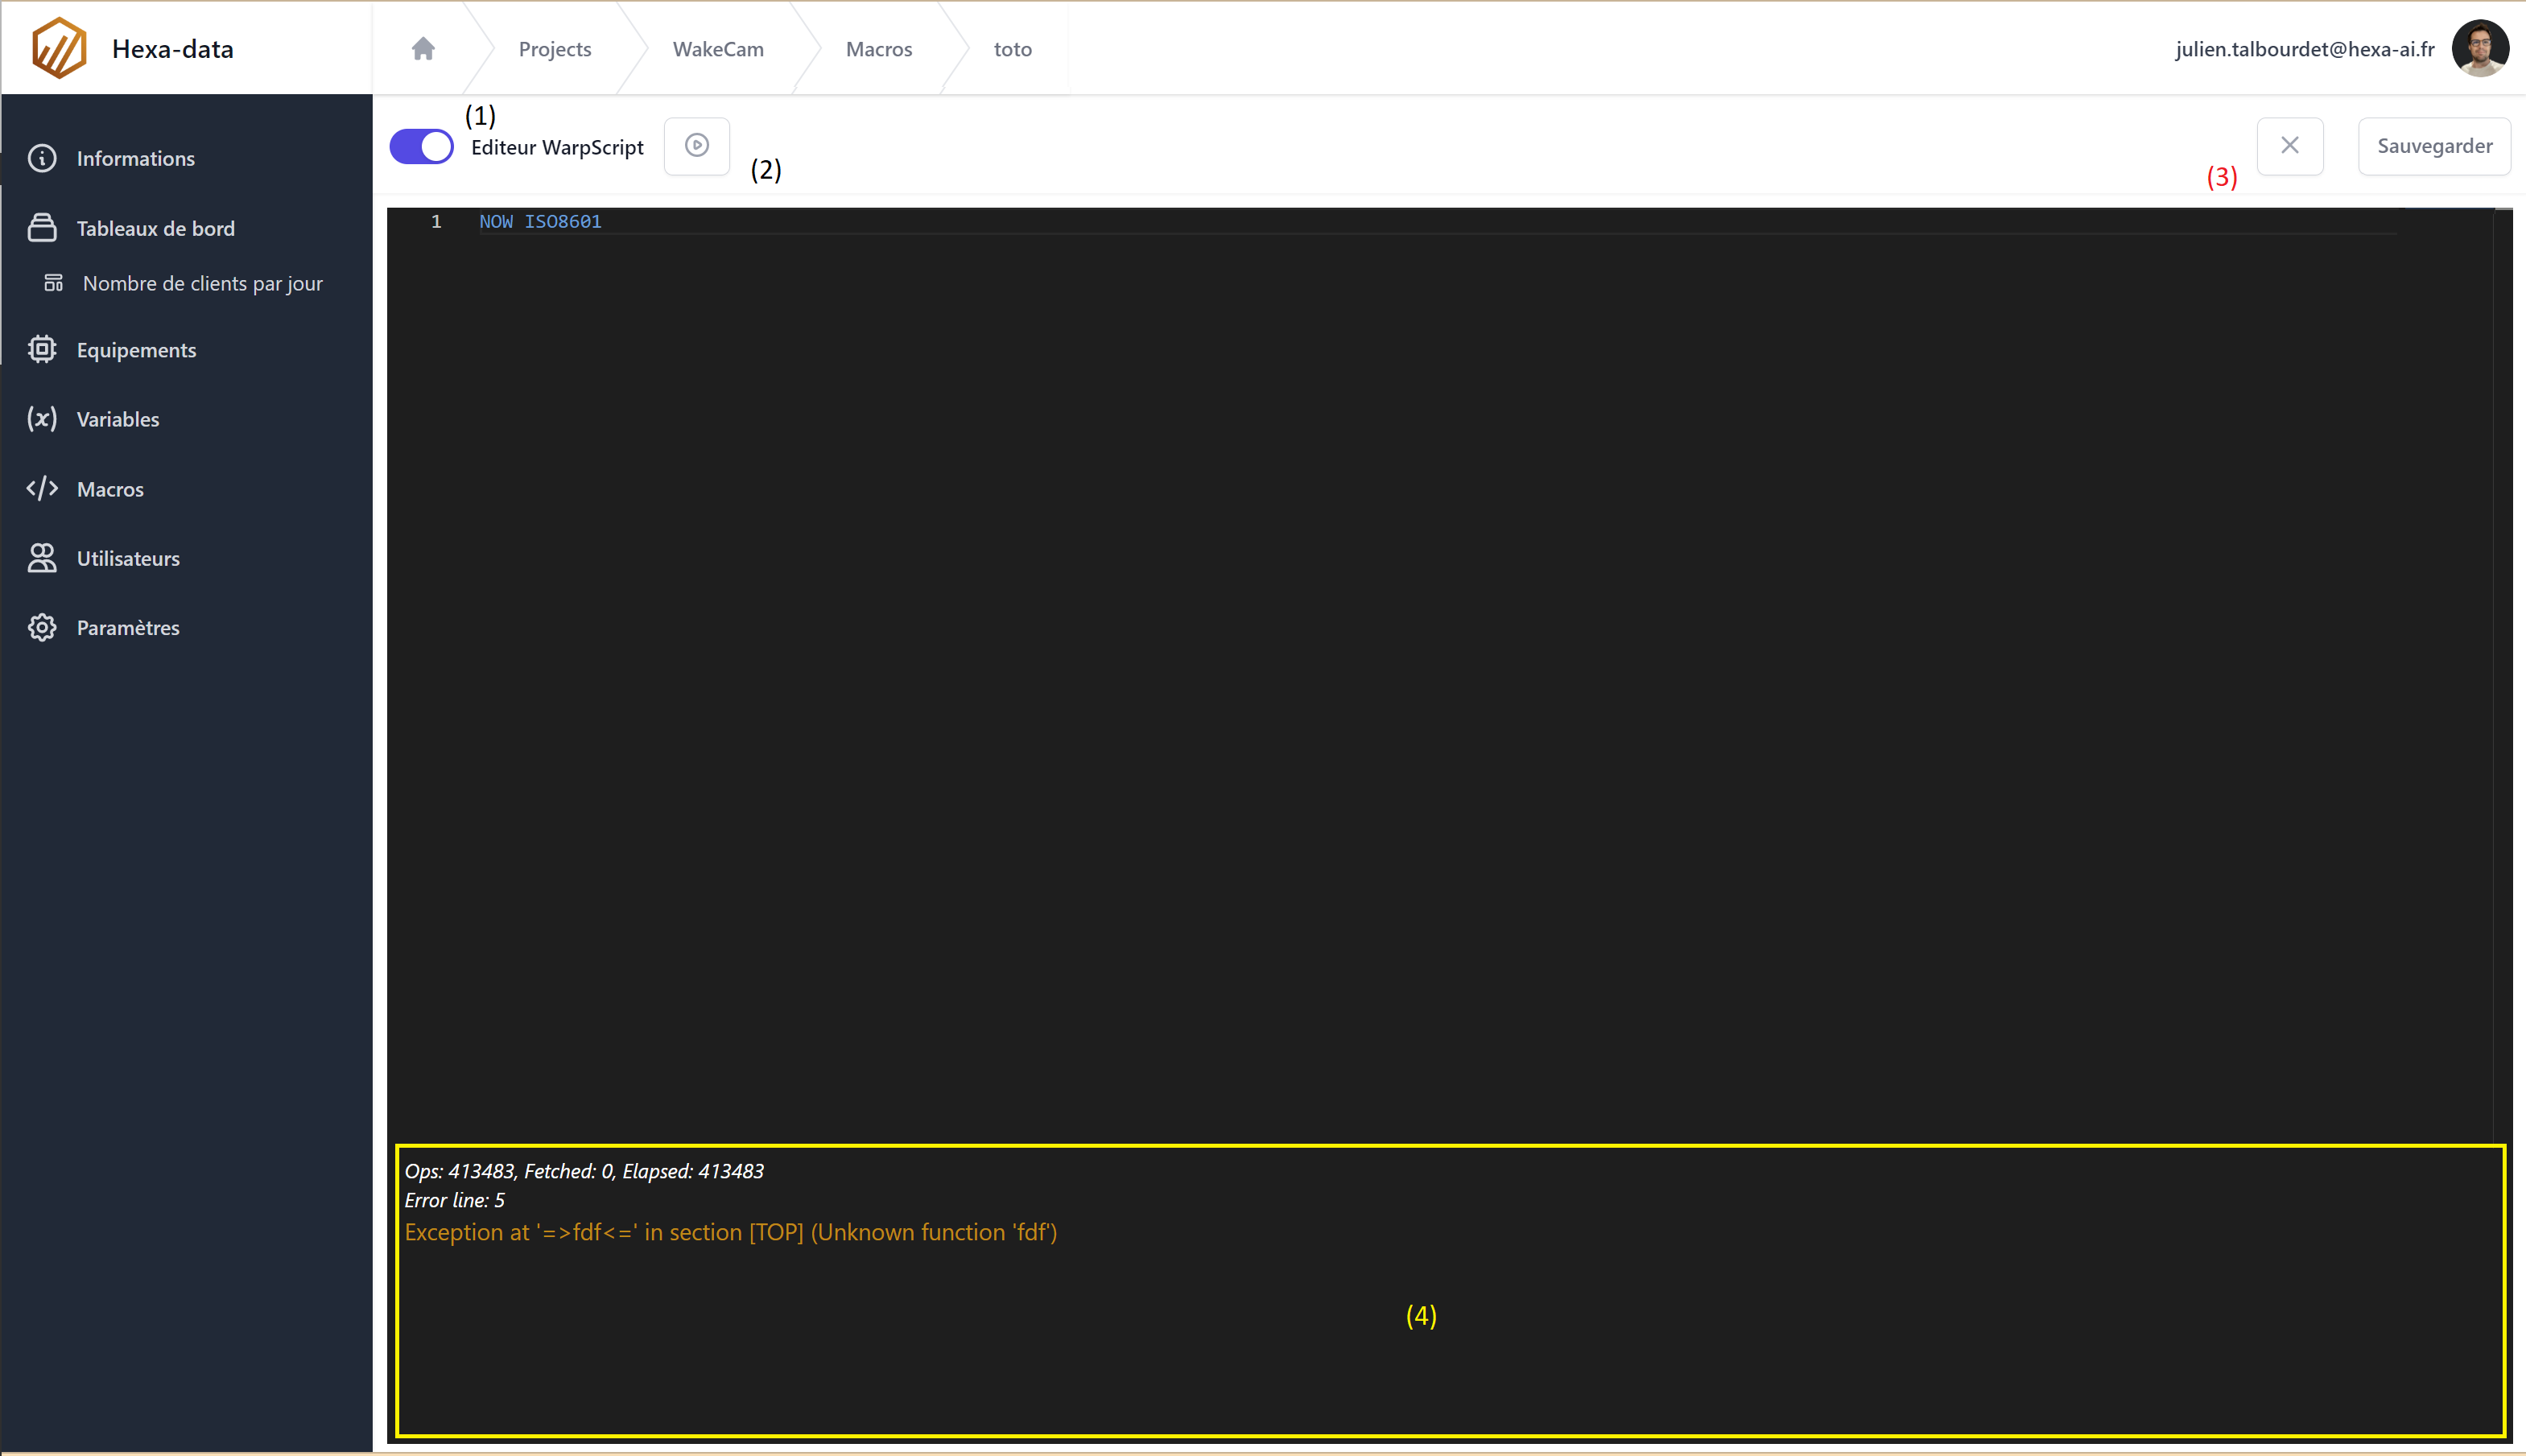 Hexa-data
Projects
WakeCam
Macros
toto
julien.talbourdet@hexa-ai.fr
(1)
Editeur WarpScript
(2)
(3)
Sauvegarder
Informations
Tableaux de bord
Nombre de clients par jour
Equipements
(x) Variables
</> Macros
Utilisateurs
Paramètres
1 NOW ISO8601
Ops: 413483, Fetched: 0, Elapsed: 413483
Error line: 5
Exception at '=>fdf<=' in section [TOP] (Unknown function 'fdf')
(4)